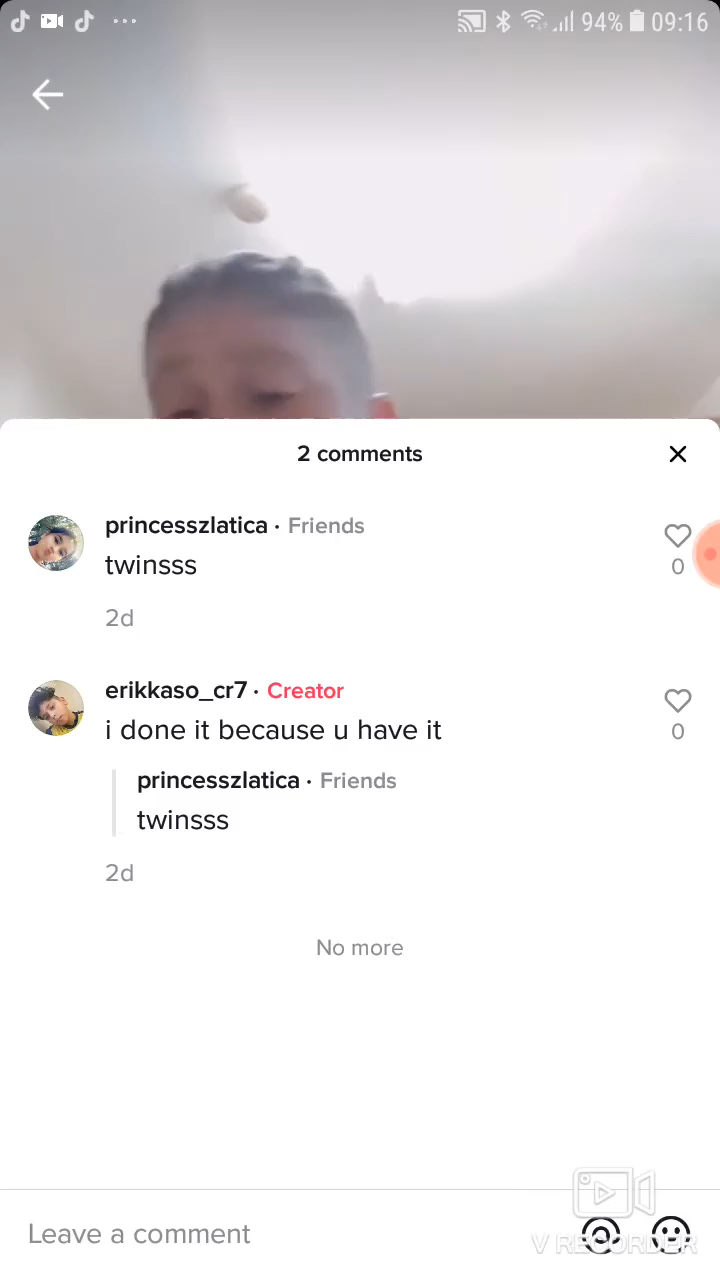 94% 09:16
2 comments
princesszlatica · Friends
twinsss
0
2d
erikkaso_cr7 · Creator
i done it because u have it
0
princesszlatica · Friends
twinsss
2d
No more
Leave a comment
V RECORDER